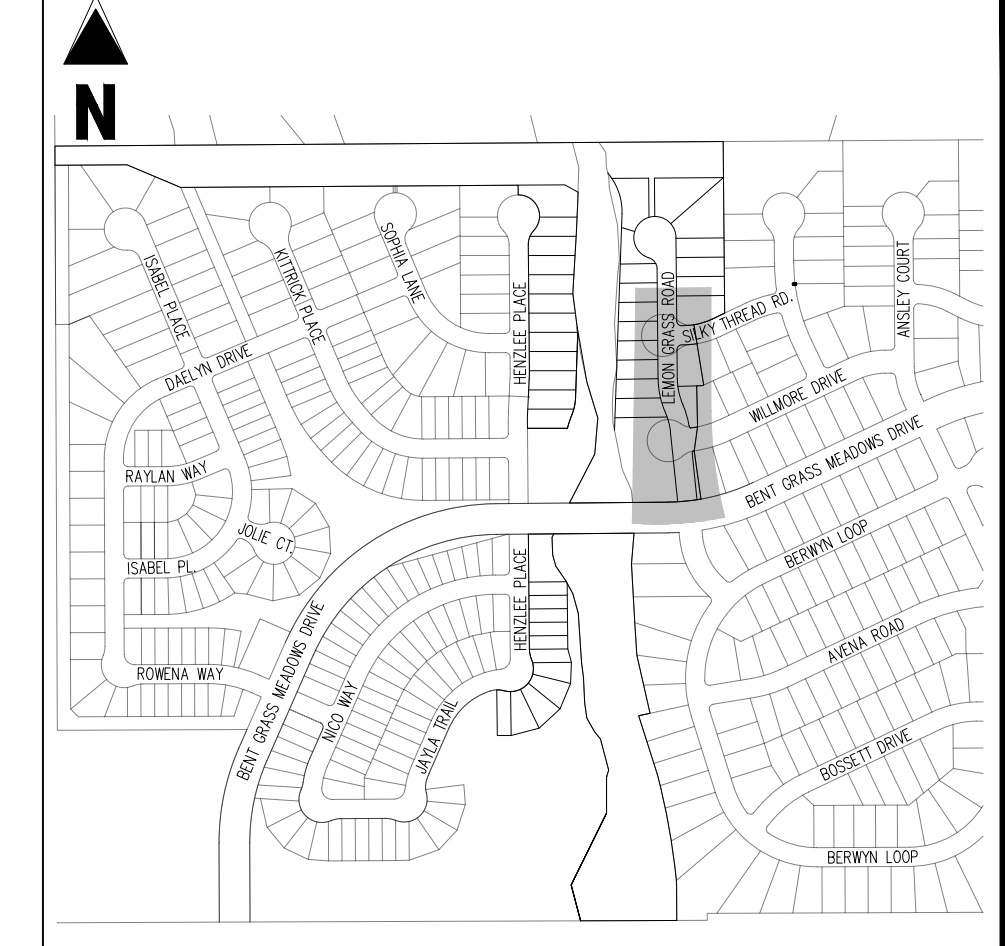 N
ISABEL PLACE
KITTRICK PLACE
SOPHIA LANE
HENZLEE PLACE
LEMON GRASS ROAD
SILKY THREAD RD.
ANSLEY COURT
DAELYN DRIVE
WILLMORE DRIVE
BENT GRASS MEADOWS DRIVE
RAYLAN WAY
JOLIE CT.
ISABEL PL.
BERWYN LOOP
HENZLEE PLACE
AVENA ROAD
ROWENA WAY
BENT GRASS MEADOWS DRIVE
NICO WAY
JAYLA TRAIL
BOSSETT DRIVE
BERWYN LOOP